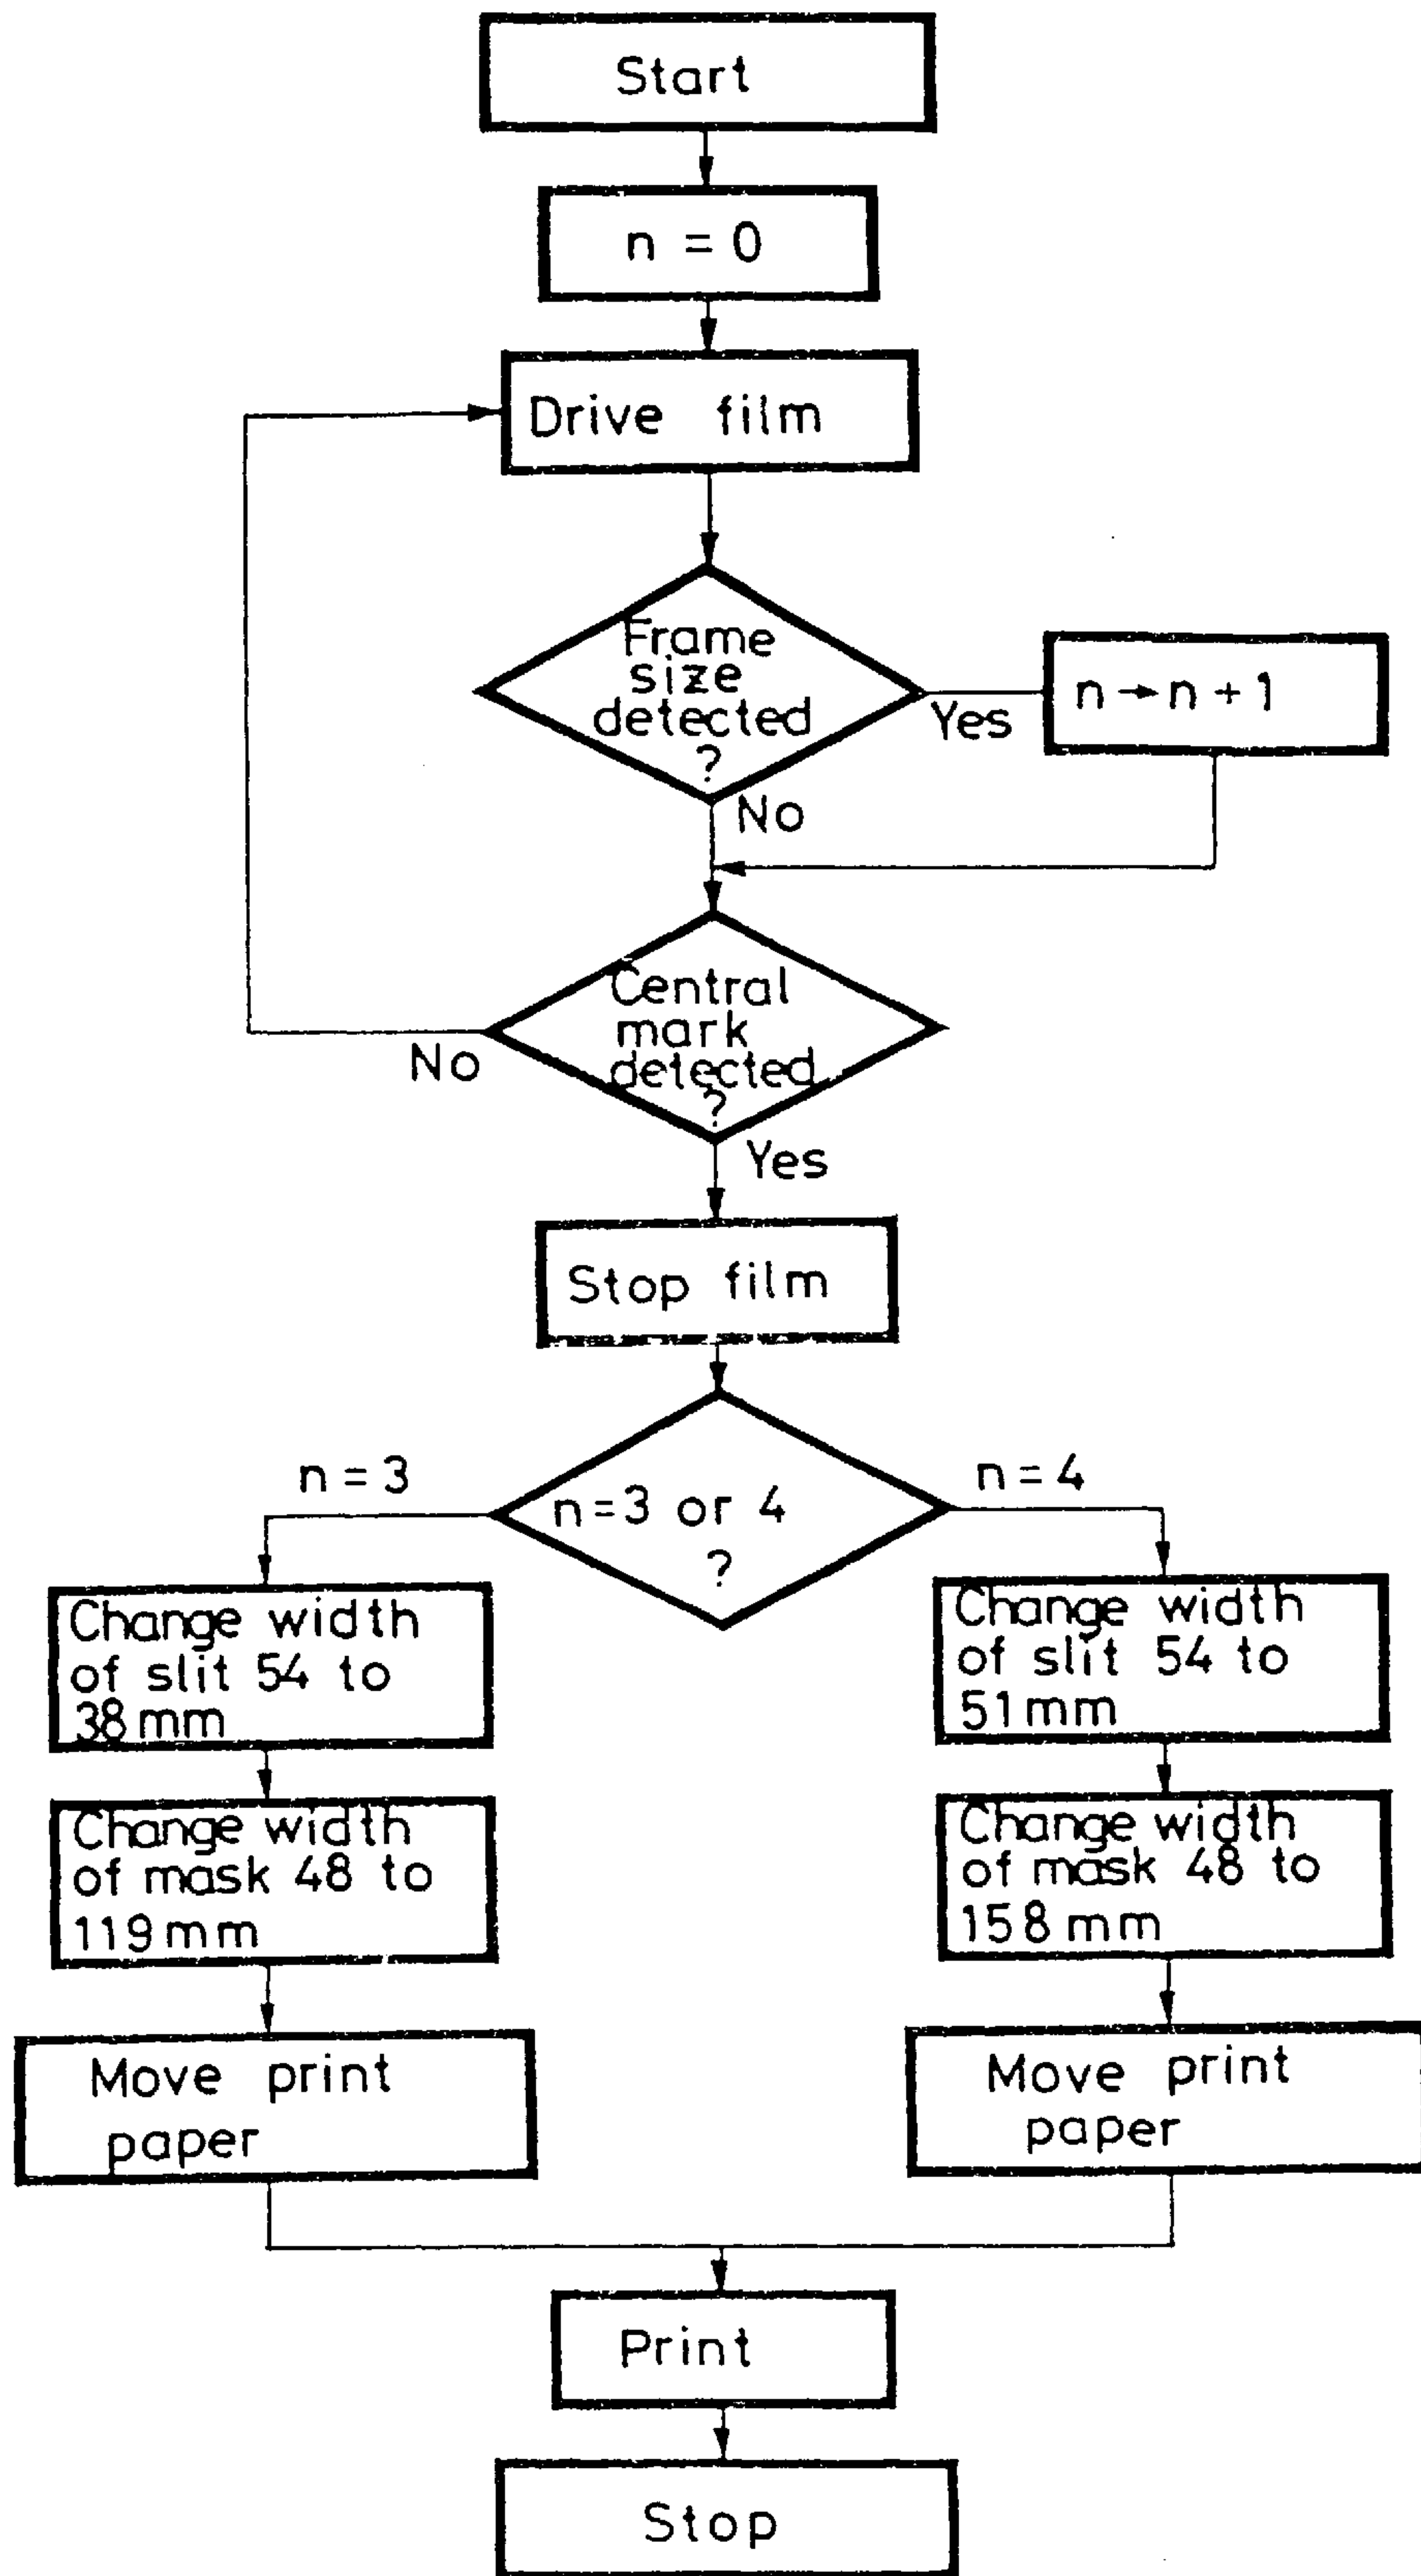 Start
n = 0
Drive film
Frame
size
detected
?
Yes
n → n + 1
No
Central
mark
detected
?
No
Yes
Stop film
n = 3
n = 3 or 4
?
n = 4
Change width
of slit 54 to
38 mm
Change width
of slit 54 to
51 mm
Change width
of mask 48 to
119 mm
Change width
of mask 48 to
158 mm
Move print
paper
Move print
paper
Print
Stop